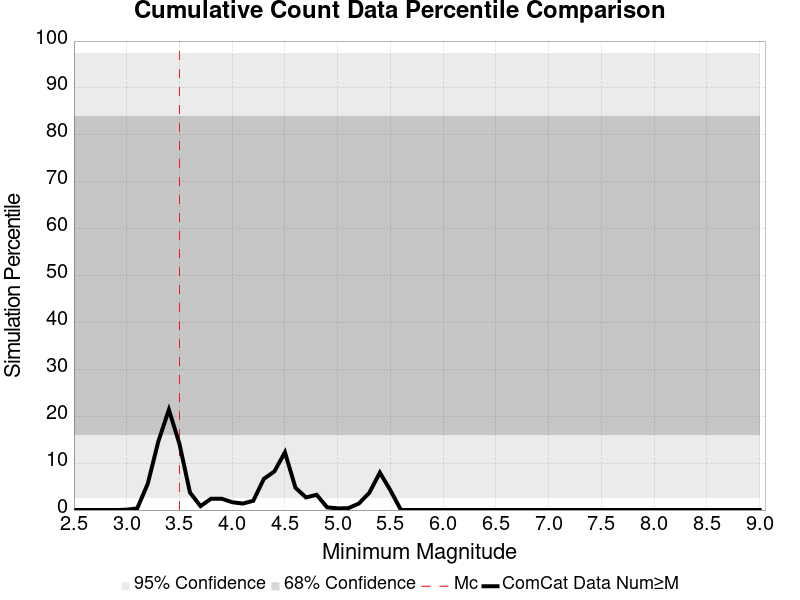 Cumulative Count Data Percentile Comparison
100
90
80
70
60
50
40
30
20
10
0
Simulation Percentile
2.5 3.0 3.5 4.0 4.5 5.0 5.5 6.0 6.5 7.0 7.5 8.0 8.5 9.0
Minimum Magnitude
95% Confidence 68% Confidence Mc ComCat Data Num≥M